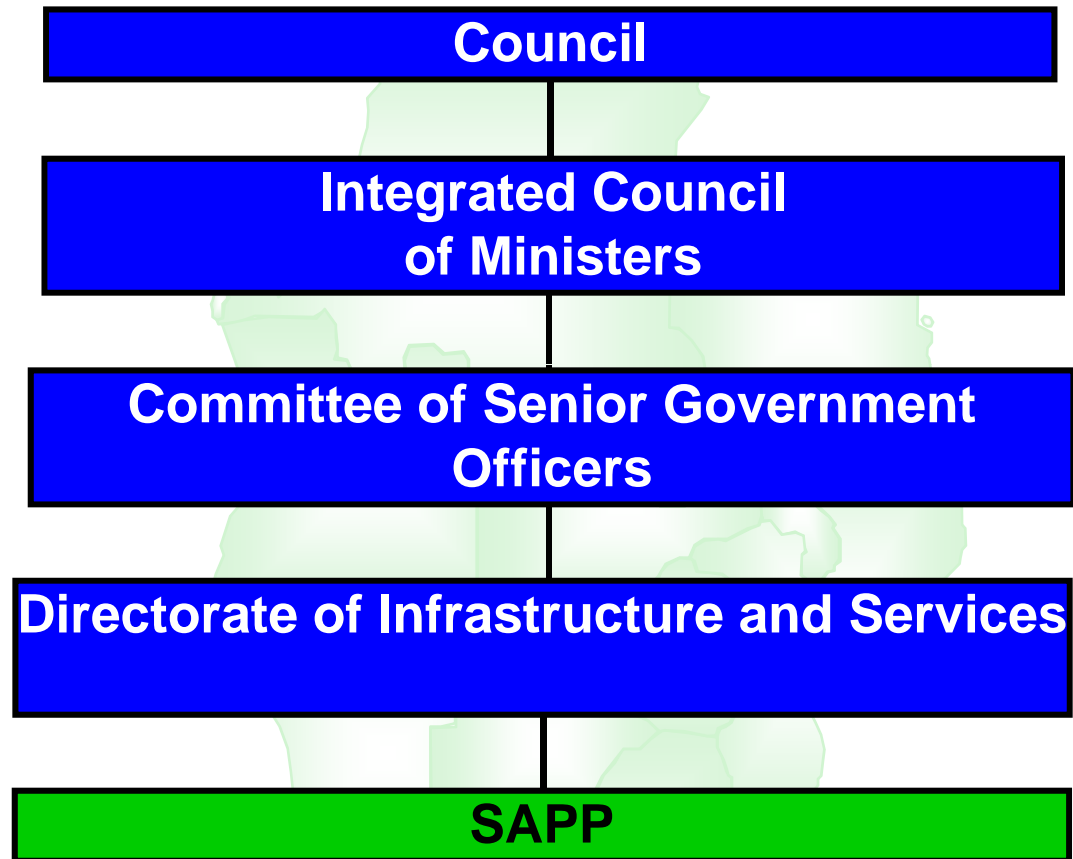 Council
Integrated Council
of Ministers
Committee of Senior Government
Officers
Directorate of Infrastructure and Services
SAPP